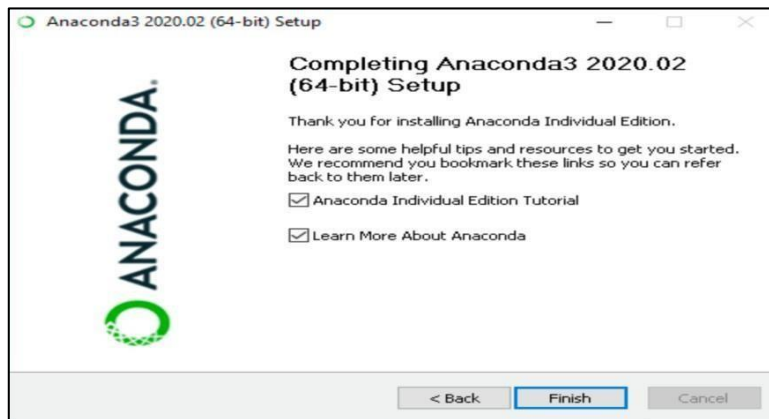 Anaconda3 2020.02 (64-bit) Setup
Completing Anaconda3 2020.02
(64-bit) Setup
Thank you for installing Anaconda Individual Edition.
Here are some helpful tips and resources to get you started.
We recommend you bookmark these links so you can refer
back to them later.
Anaconda Individual Edition Tutorial
Learn More About Anaconda
ANACONDA.
< Back
Finish
Cancel